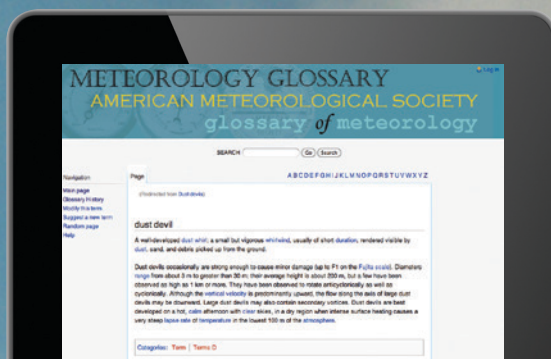 METEOROLOGY GLOSSARY
AMERICAN METEOROLOGICAL SOCIETY
glossary of meteorology
Log in
SEARCH Go Search
Navigation
Main page
Glossary History
Modify this term
Suggest a new term
Random page
Help
Page
A B C D E F G H I J K L M N O P Q R S T U V W X Y Z
(Redirected from Dust devils)
dust devil
A well-developed dust whirl; a small but vigorous whirlwind, usually of short duration, rendered visible by
dust, sand, and debris picked up from the ground.
Dust devils occasionally are strong enough to cause minor damage (up to F1 on the Fujita scale). Diameters
range from about 3 m to greater than 30 m; their average height is about 200 m, but a few have been
observed as high as 1 km or more. They have been observed to rotate anticyclonically as well as
cyclonically. Although the vertical velocity is predominantly upward, the flow along the axis of large dust
devils may be downward. Large dust devils may also contain secondary vortices. Dust devils are best
developed on a hot, calm afternoon with clear skies, in a dry region when intense surface heating causes a
very steep lapse rate of temperature in the lowest 100 m of the atmosphere.
Categories: Term | Terms D